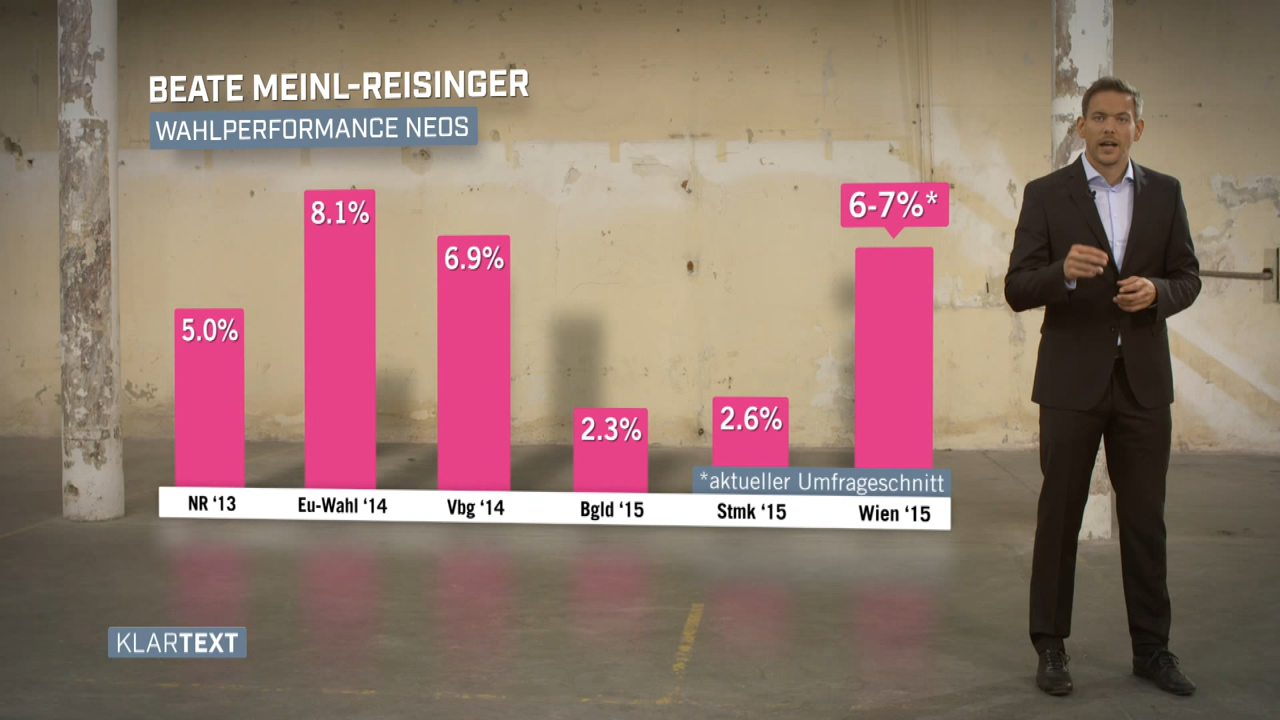 BEATE MEINL-REISINGER
WAHLPERFORMANCE NEOS
5.0%
8.1%
6.9%
2.3%
2.6%
6-7%*
*aktueller Umfrageschnitt
NR ‘13
Eu-Wahl ‘14
Vbg ‘14
Bgld ‘15
Stmk ‘15
Wien ‘15
KLARTEXT